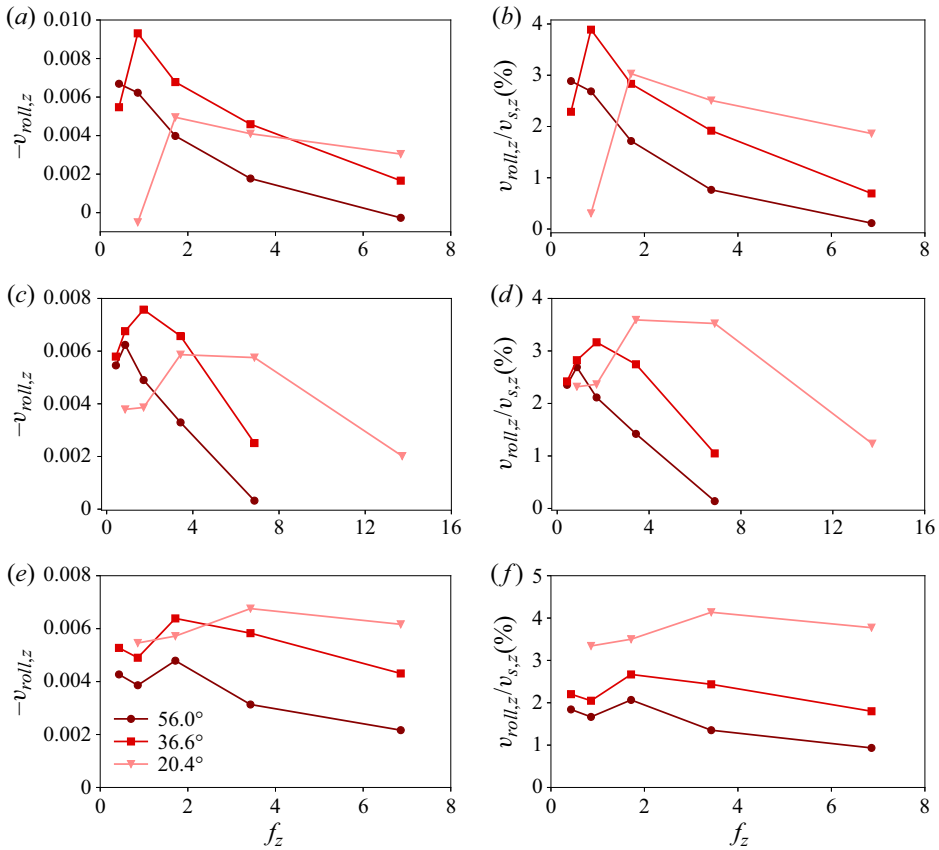 (a)
0.010
0.008
0.006
0.004
0.002
0
−v_{roll,z}
0 2 4 6 8
f_z
(b)
4
3
2
1
0
v_{roll,z}/v_{s,z}(%)
0 2 4 6 8
f_z
(c)
0.008
0.006
0.004
0.002
0
−v_{roll,z}
0 4 8 12 16
(d)
4
3
2
1
0
v_{roll,z}/v_{s,z}(%)
0 4 8 12 16
(e)
0.008
0.006
0.004
0.002
0
−v_{roll,z}
56.0°
36.6°
20.4°
0 2 4 6 8
f_z
(f)
5
4
3
2
1
0
v_{roll,z}/v_{s,z}(%)
0 2 4 6 8
f_z